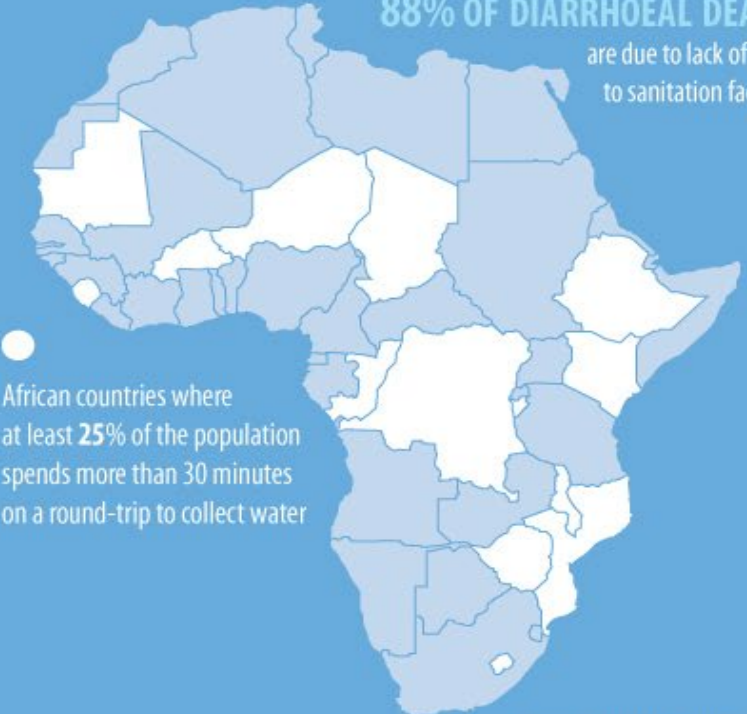 88% OF DIARRHOEAL
are due to lack of
to sanitation
African countries where
at least 25% of the population
spends more than 30 minutes
on a round-trip to collect water